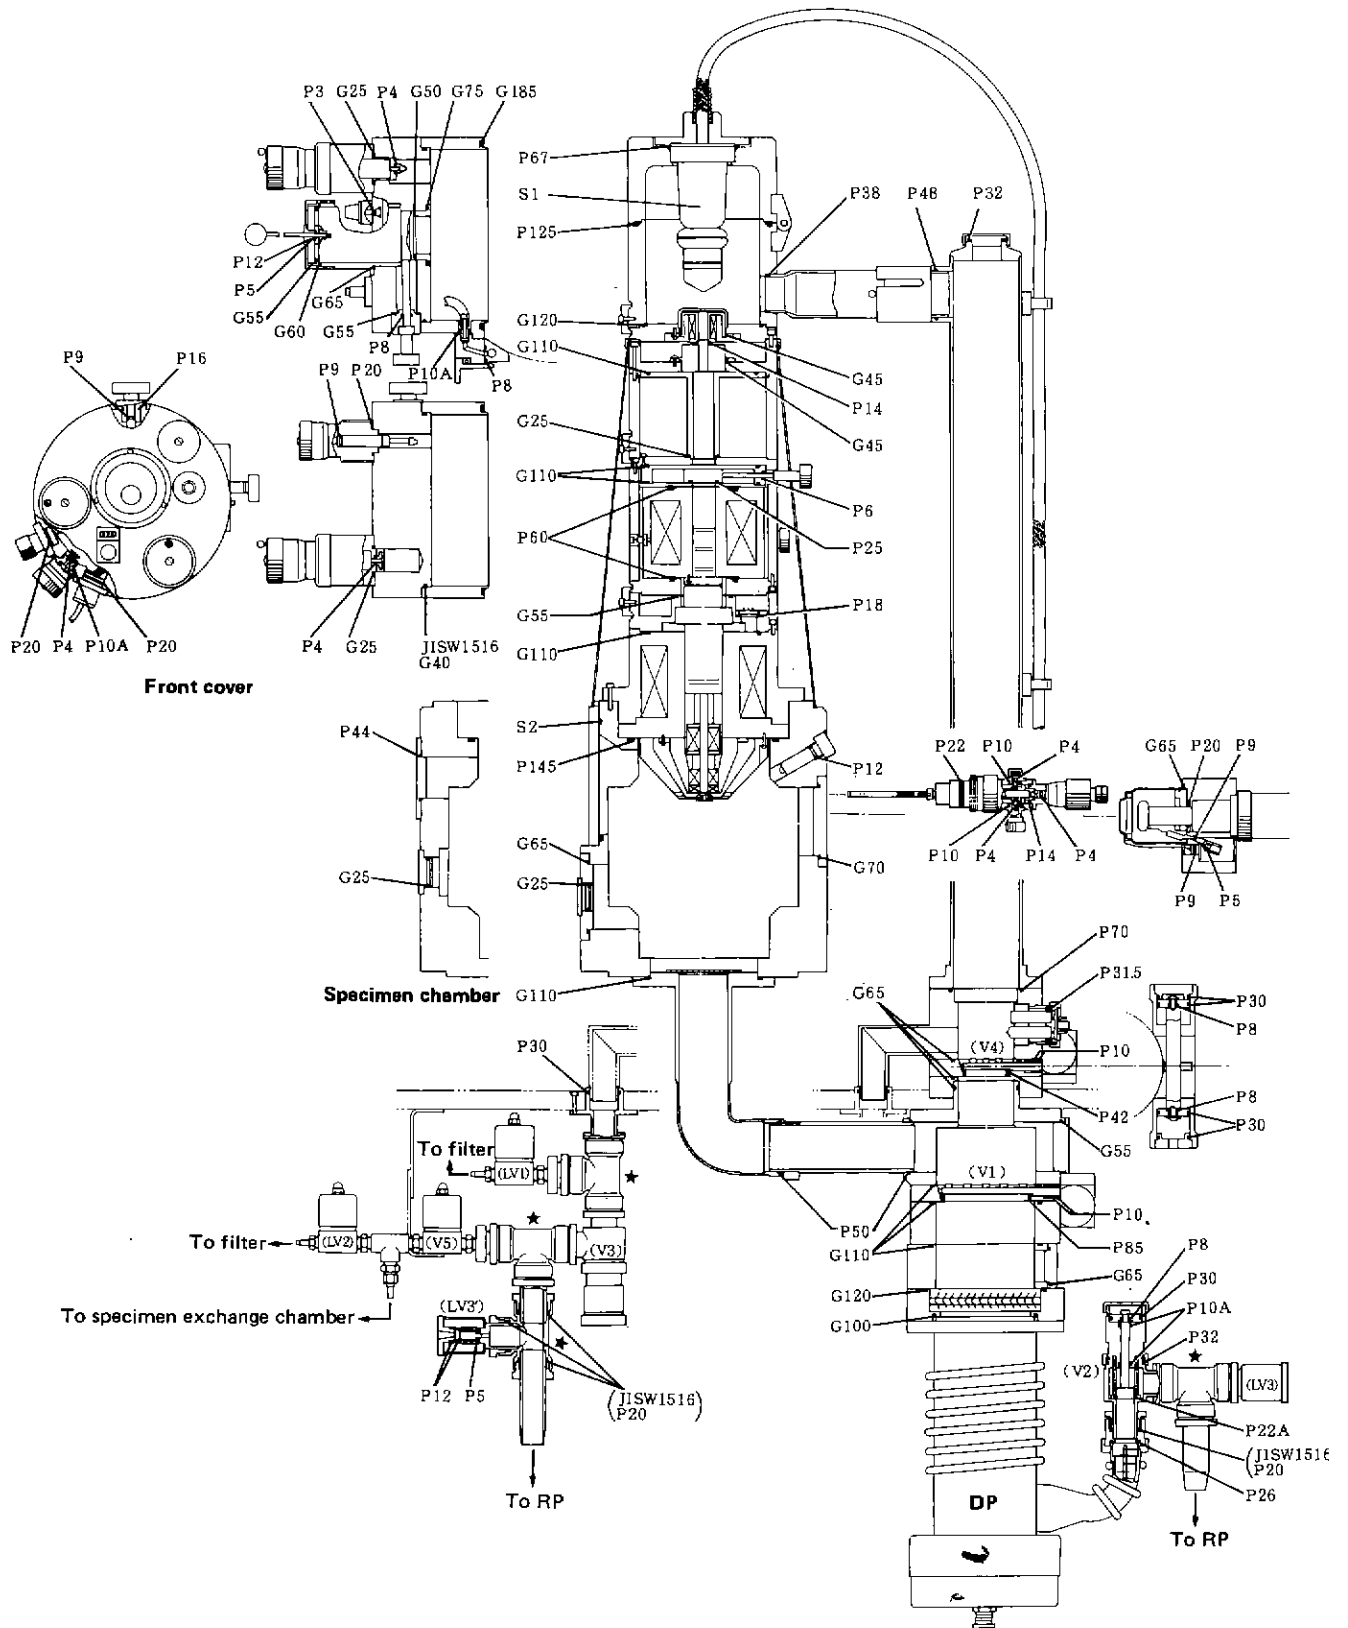 P3 G25 P4 G50 G75 G185
P12
P5
G55
G60
G65
G55
P8
P10A
P8
P9 P16
P9 P20
P20 P4 P10A P20
P4 G25 JISW1516
G40
Front cover
P67
S1
P125
G120
G110
G25
G110
P60
G55
G110
S2
P145
G65
G25
G110
P38 P48 P32
G45
P14
G45
P6
P25
P18
P12
G70
P44
G25
Specimen chamber
P22 P10 P4
P10 P4 P14 P4
G65 P20 P9
P9 P5
P70
P31.5
G65
(V4)
P10
P42
G55
(V1)
P50
P10
P85
G110
G65
G120
G100
P30
P8
P8
P30
P30
To filter
(LV1)
★
★
To filter
(LV2)
(V5)
(V3)
To specimen exchange chamber
(LV3')
★
P12 P5
(JISW1516)
(P20
To RP
DP
P8
P30
P10A
P32
★
(V2)
(LV3)
P22A
(JISW1516
P20
P26
To RP